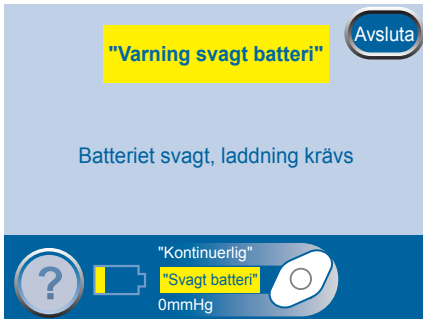 "Varning svagt batteri"
Avsluta
Batteriet svagt, laddning krävs
?
"Kontinuerlig"
"Svagt batteri"
0mmHg